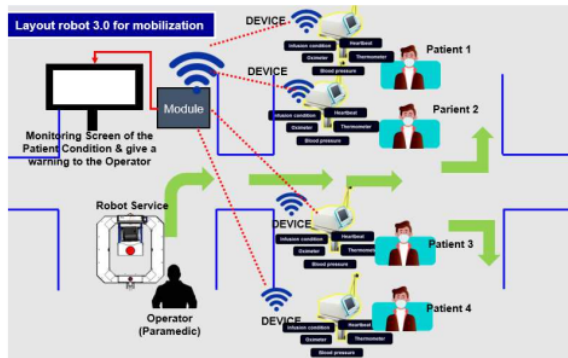 Layout robot 3.0 for mobilization
DEVICE
Infusion condition
Heartbeat
Oximeter
Thermometer
Blood pressure
Patient 1
DEVICE
Infusion condition
Heartbeat
Oximeter
Thermometer
Blood pressure
Parient 2
Module
Monitoring Screen of the
Patient Condition & give a
warning to the Operator
Robot Service
DEVICE
Infusion condition
Heartbeat
Oximeter
Thermometer
Blood pressure
Patient 3
Operator
(Paramedic)
DEVICE
Infusion condition
Heartbeat
Oximeter
Thermometer
Blood pressure
Patient 4